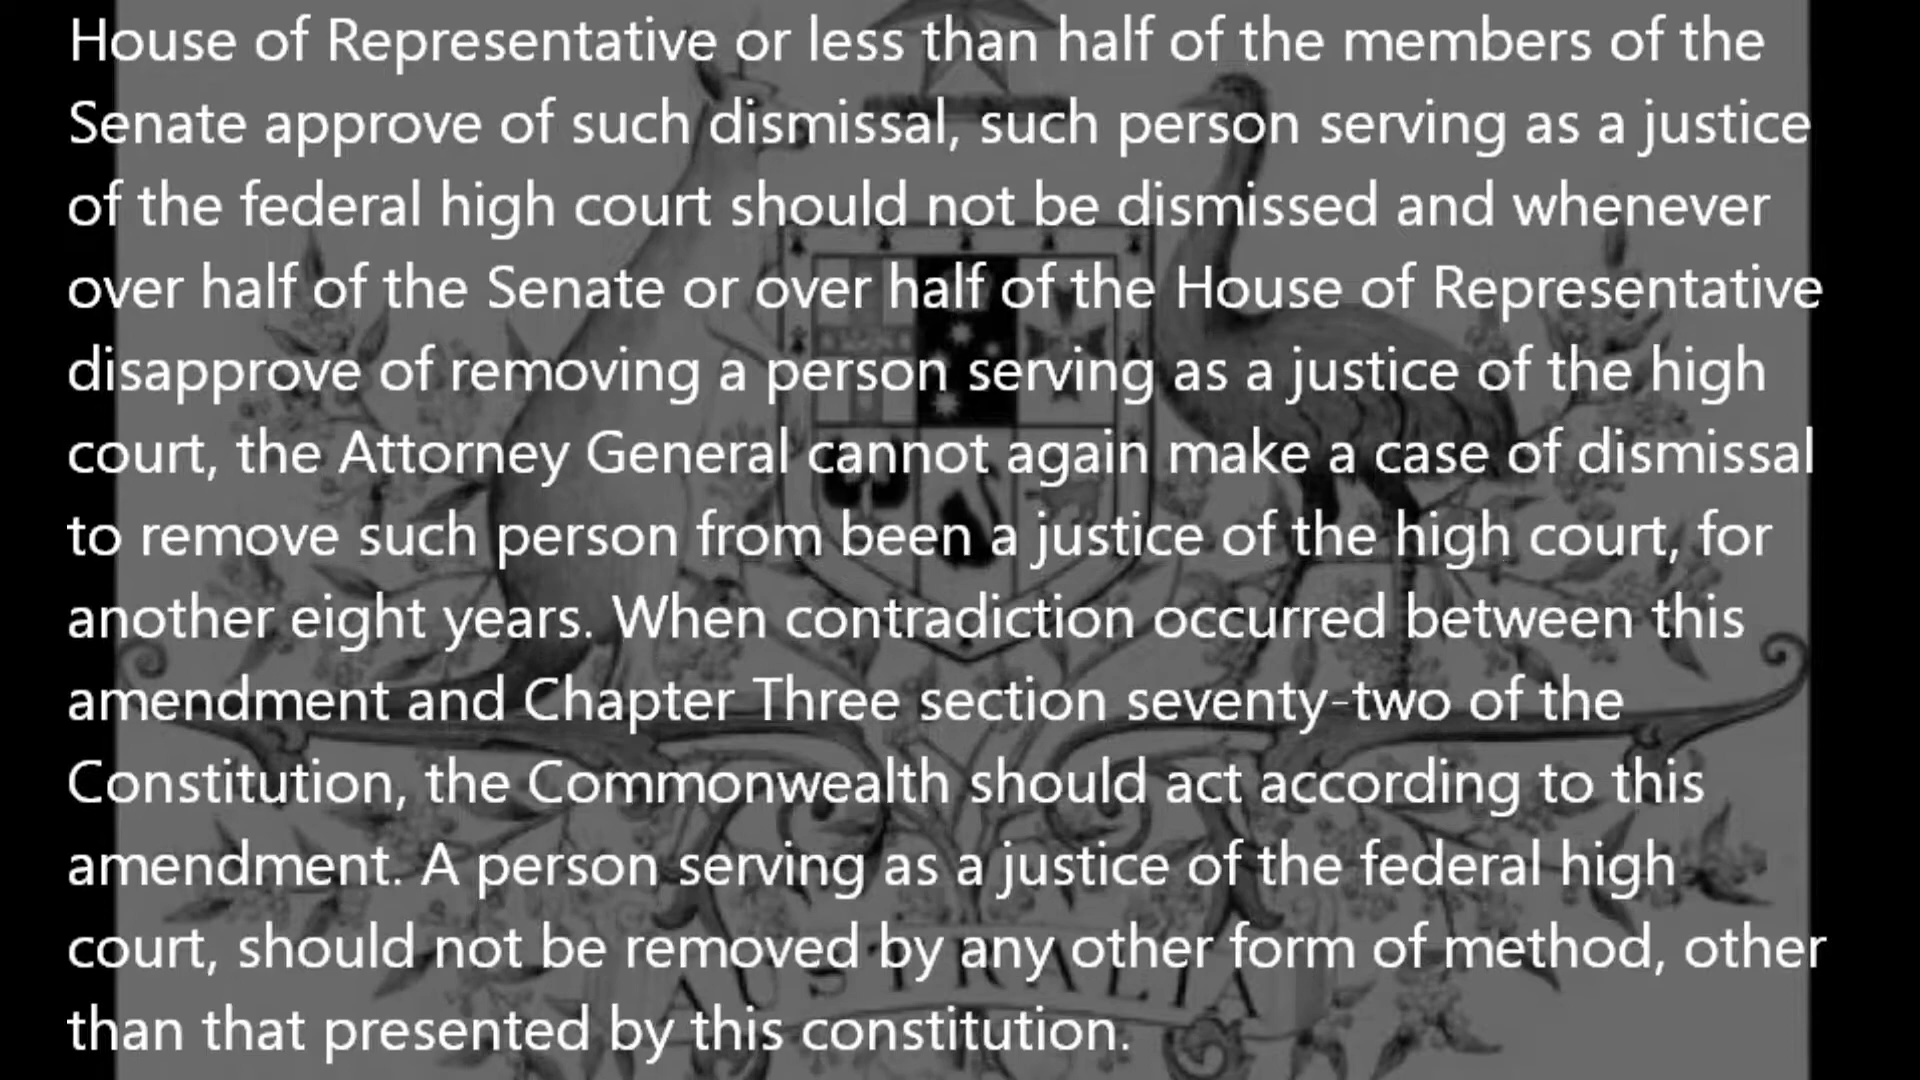 House of Representative or less than half of the members of the
Senate approve of such dismissal, such person serving as a justice
of the federal high court should not be dismissed and whenever
over half of the Senate or over half of the House of Representative
disapprove of removing a person serving as a justice of the high
court, the Attorney General cannot again make a case of dismissal
to remove such person from been a justice of the high court, for
another eight years. When contradiction occurred between this
amendment and Chapter Three section seventy-two of the
Constitution, the Commonwealth should act according to this
amendment. A person serving as a justice of the federal high
court, should not be removed by any other form of method, other
than that presented by this constitution.
AUSTRALIA